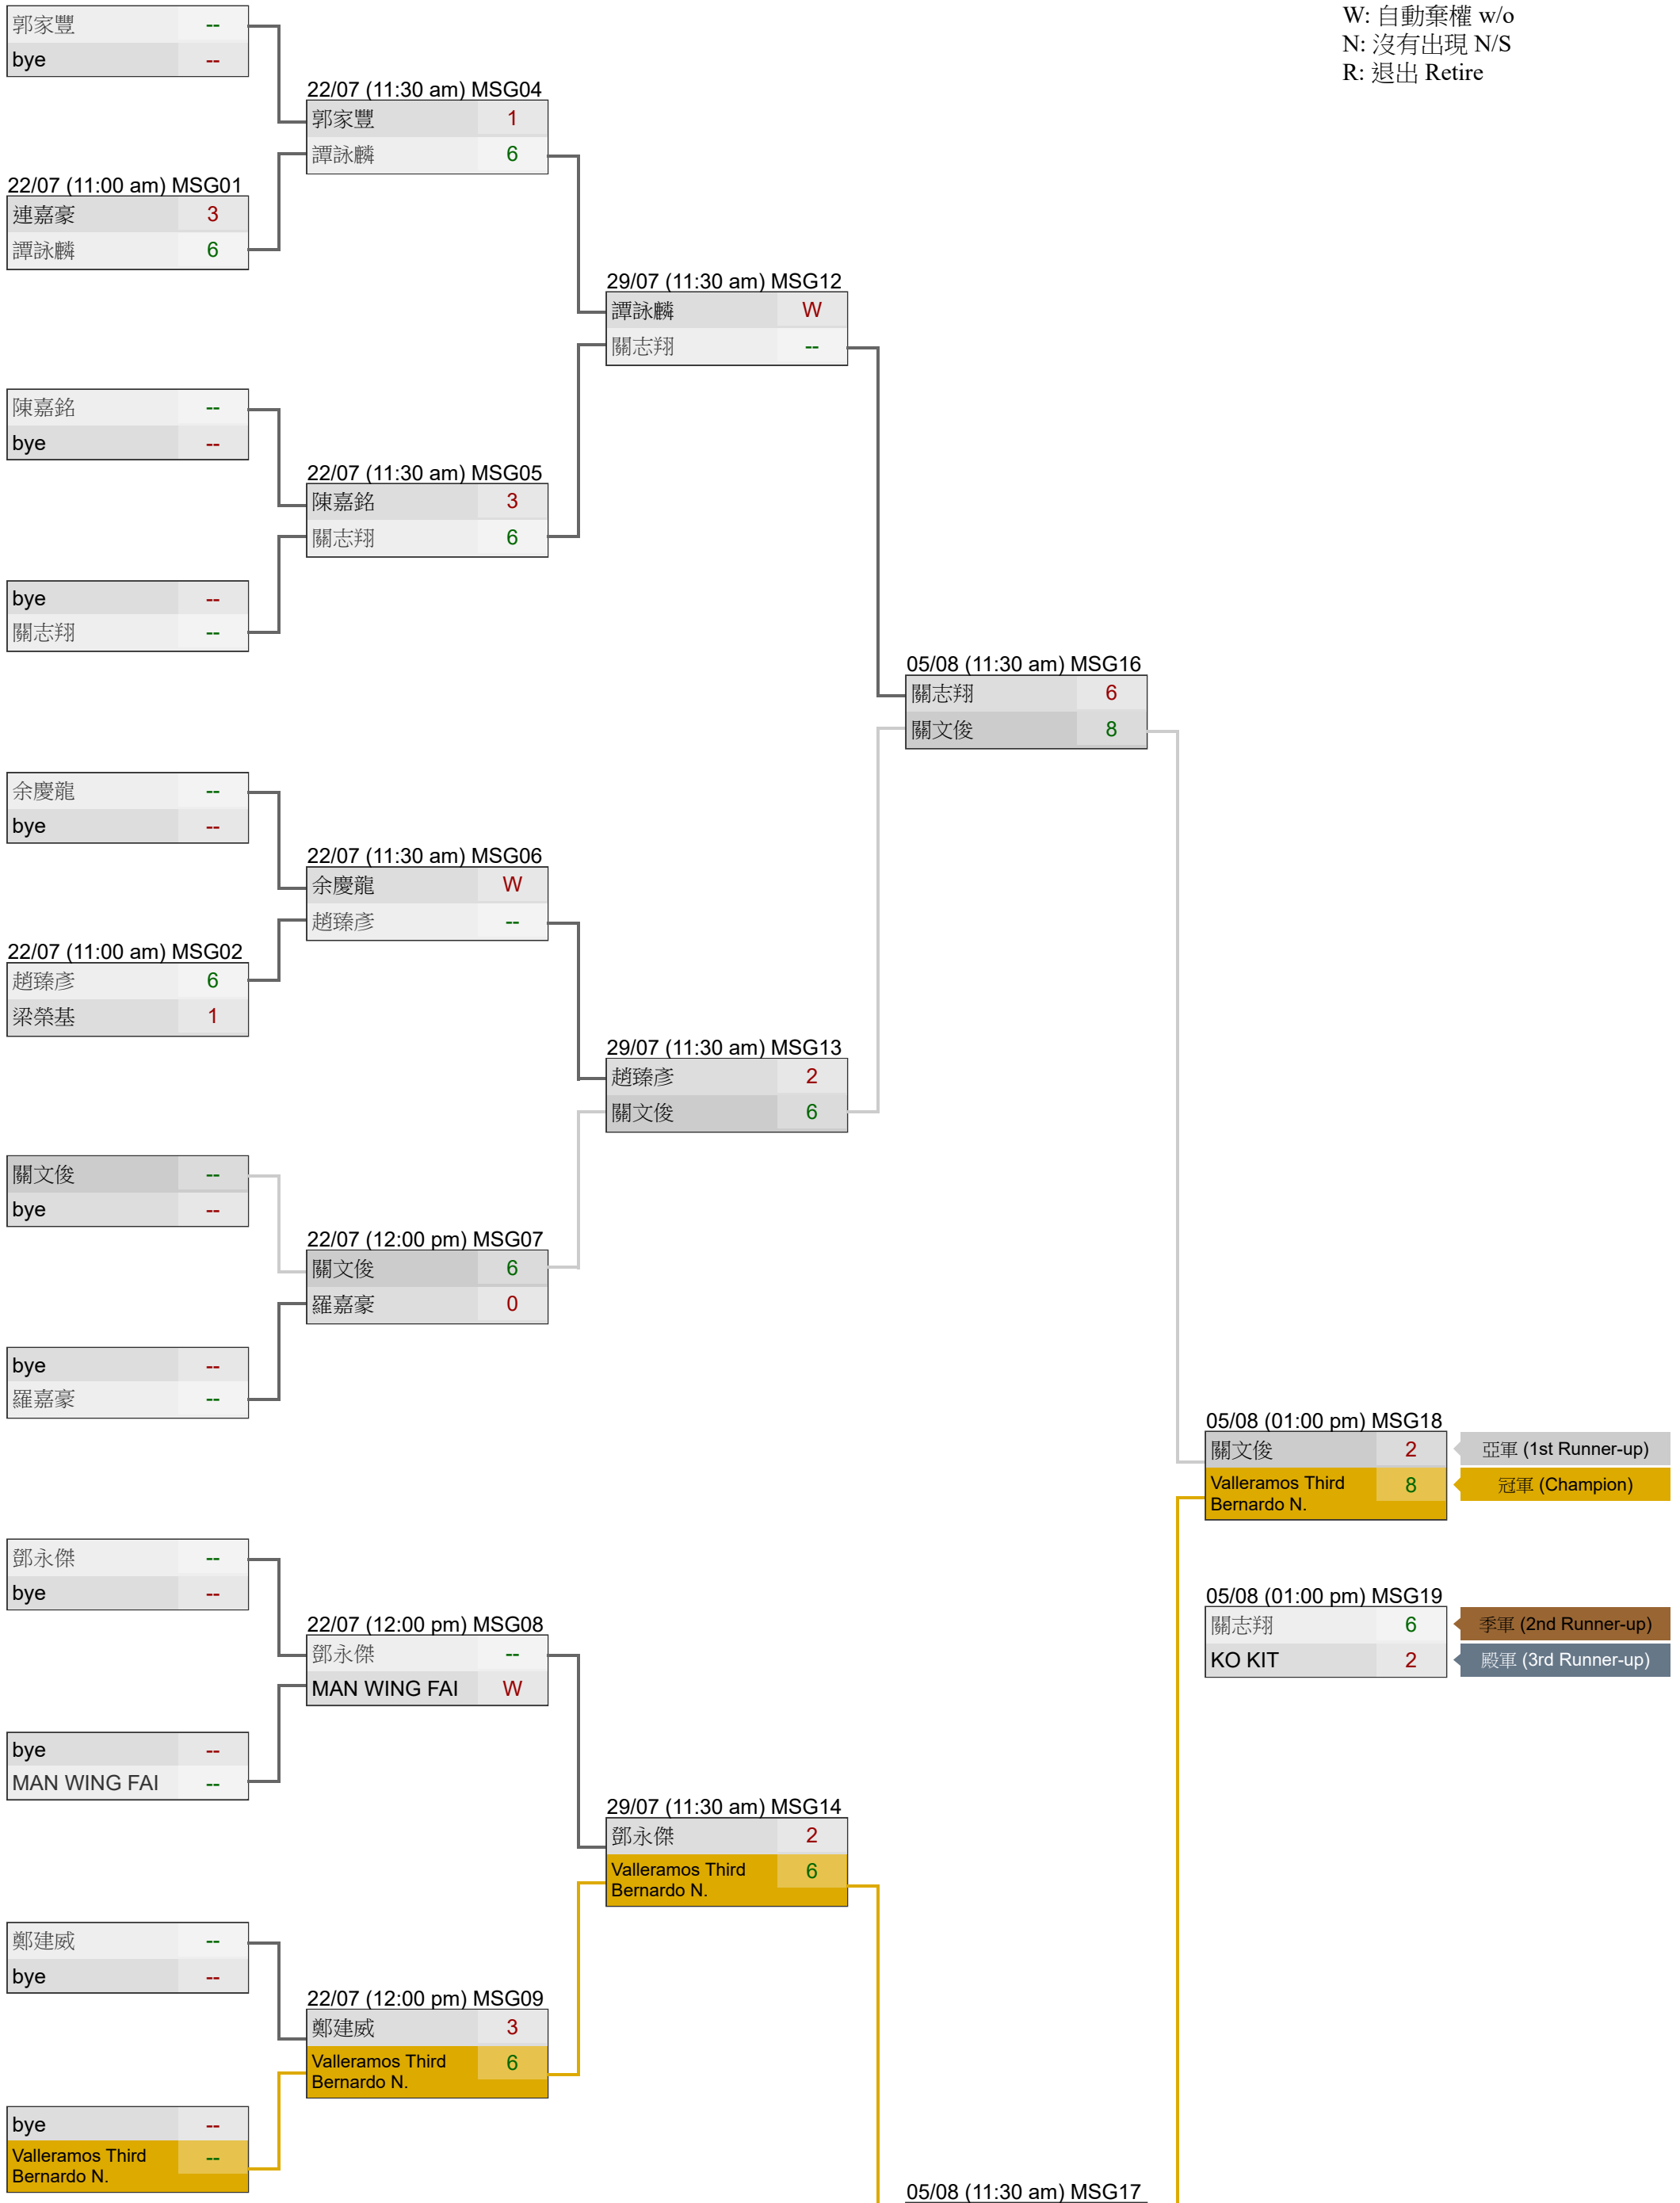 W: 自動棄權 w/o
N: 沒有出現 N/S
R: 退出 Retire
郭家豐 --
bye --
22/07 (11:30 am) MSG04
郭家豐 1
譚詠麟 6
22/07 (11:00 am) MSG01
連嘉豪 3
譚詠麟 6
29/07 (11:30 am) MSG12
譚詠麟 W
關志翔 --
陳嘉銘 --
bye --
22/07 (11:30 am) MSG05
陳嘉銘 3
關志翔 6
bye --
關志翔 --
05/08 (11:30 am) MSG16
關志翔 6
關文俊 8
余慶龍 --
bye --
22/07 (11:30 am) MSG06
余慶龍 W
趙臻彥 --
22/07 (11:00 am) MSG02
趙臻彥 6
梁榮基 1
29/07 (11:30 am) MSG13
趙臻彥 2
關文俊 6
關文俊 --
bye --
22/07 (12:00 pm) MSG07
關文俊 6
羅嘉豪 0
bye --
羅嘉豪 --
05/08 (01:00 pm) MSG18
關文俊 2 亞軍 (1st Runner-up)
Valleramos Third 8 冠軍 (Champion)
Bernardo N.
鄧永傑 --
bye --
05/08 (01:00 pm) MSG19
關志翔 6 季軍 (2nd Runner-up)
KO KIT 2 殿軍 (3rd Runner-up)
22/07 (12:00 pm) MSG08
鄧永傑 --
MAN WING FAI W
bye --
MAN WING FAI --
29/07 (11:30 am) MSG14
鄧永傑 2
Valleramos Third 6
Bernardo N.
鄭建威 --
bye --
22/07 (12:00 pm) MSG09
鄭建威 3
Valleramos Third 6
Bernardo N.
bye --
Valleramos Third --
Bernardo N.
05/08 (11:30 am) MSG17